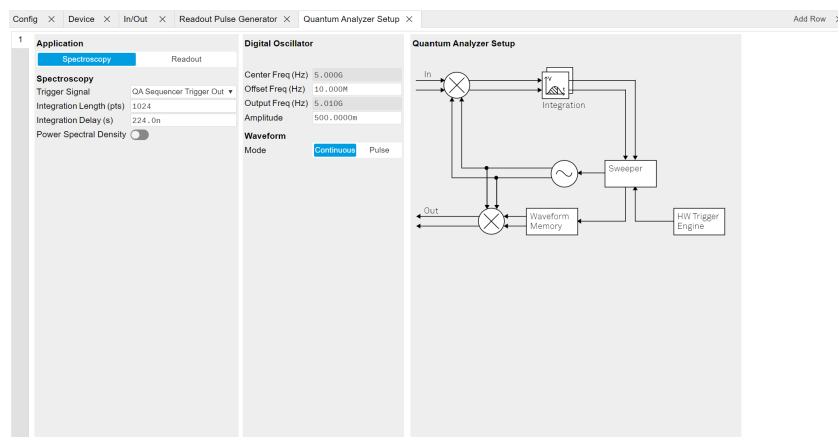 Config × Device × In/Out × Readout Pulse Generator × Quantum Analyzer Setup × Add Row
1
Application
Spectroscopy Readout
Spectroscopy
Trigger Signal QA Sequencer Trigger Out ▼
Integration Length (pts) 1024
Integration Delay (s) 224.0n
Power Spectral Density
Digital Oscillator
Center Freq (Hz) 5.000G
Offset Freq (Hz) 10.000M
Output Freq (Hz) 5.010G
Amplitude 500.0000m
Waveform
Mode Continuous Pulse
Quantum Analyzer Setup
In
V
t
Integration
Sweeper
Out
Waveform
Memory
HW Trigger
Engine